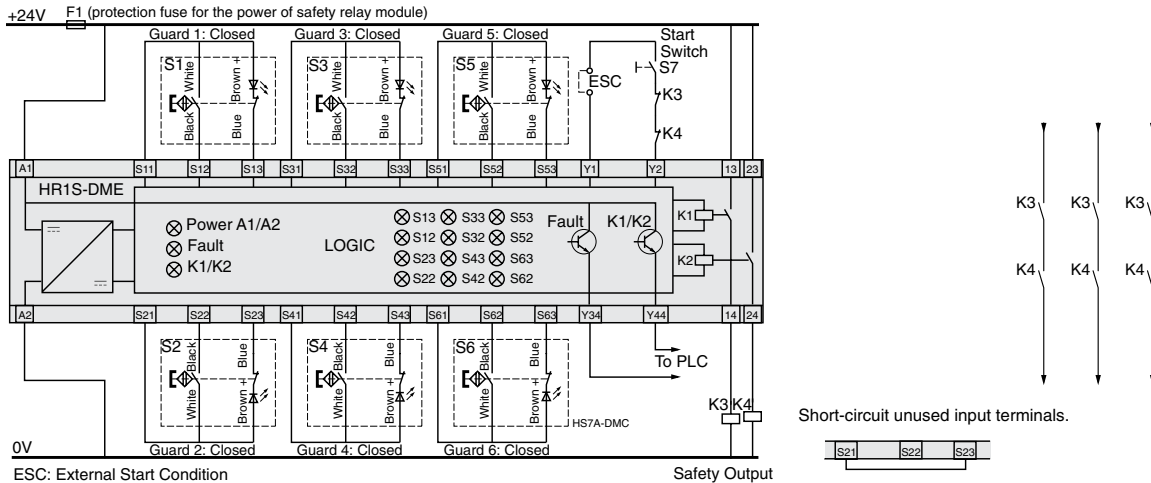 +24V F1 (protection fuse for the power of safety relay module)
Guard 1: Closed Guard 3: Closed Guard 5: Closed Start
Switch
S1 White Brown + S3 White Brown + S5 White Brown + ESC S7
K3
Black Blue Black Blue Black Blue K4
A1 S11 S12 S13 S31 S32 S33 S51 S52 S53 Y1 Y2 13 23
HR1S-DME
Power A1/A2
Fault
K1/K2
LOGIC
S13 S33 S53
S12 S32 S52
S23 S43 S63
S22 S42 S62
Fault K1/K2
K1
K2
A2 S21 S22 S23 S41 S42 S43 S61 S62 S63 Y34 Y44 14 24
S2 Black Blue S4 Black Blue S6 Black Blue
To PLC
White Brown + White Brown + White Brown +
HS7A-DMC
K3 K4
0V
Guard 2: Closed Guard 4: Closed Guard 6: Closed
ESC: External Start Condition
Safety Output
K3 K3 K3
K4 K4 K4
Short-circuit unused input terminals.
S21 S22 S23